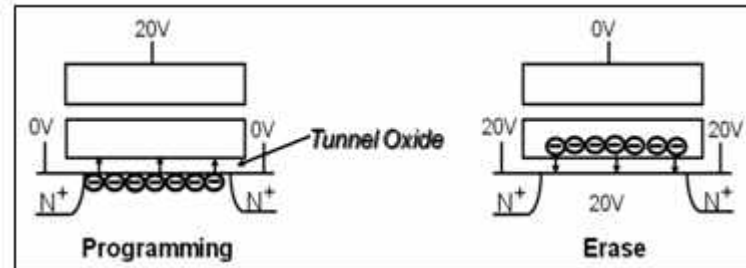 20V
0V
0V
Tunnel Oxide
N+
N+
Programming
0V
20V
20V
N+
20V
N+
Erase